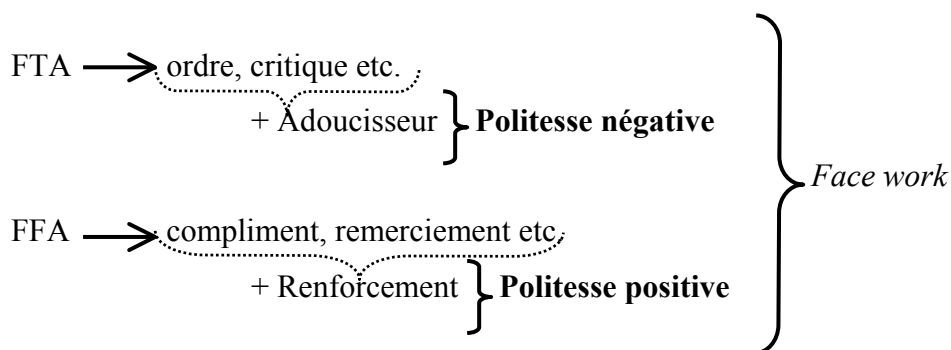 FTA ordre, critique etc.
+ Adoucisseur Politesse négative
Face work
FFA compliment, remerciement etc.
+ Renforcement Politesse positive